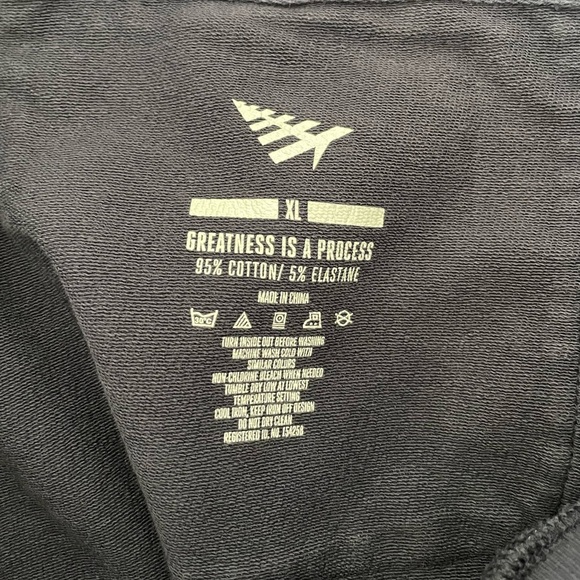 XL
GREATNESS IS A PROCESS
95% COTTON/ 5% ELASTANE
MADE IN CHINA
30°C
TURN INSIDE OUT BEFORE WASHING
MACHINE WASH COLD WITH
SIMILAR COLORS
NON-CHLORINE BLEACH WHEN NEEDED
TUMBLE DRY LOW AT LOWEST
TEMPERATURE SETTING
COOL IRON, KEEP IRON OFF DESIGN
DO NOT DRY CLEAN
REGISTERED ID. NO. 154258